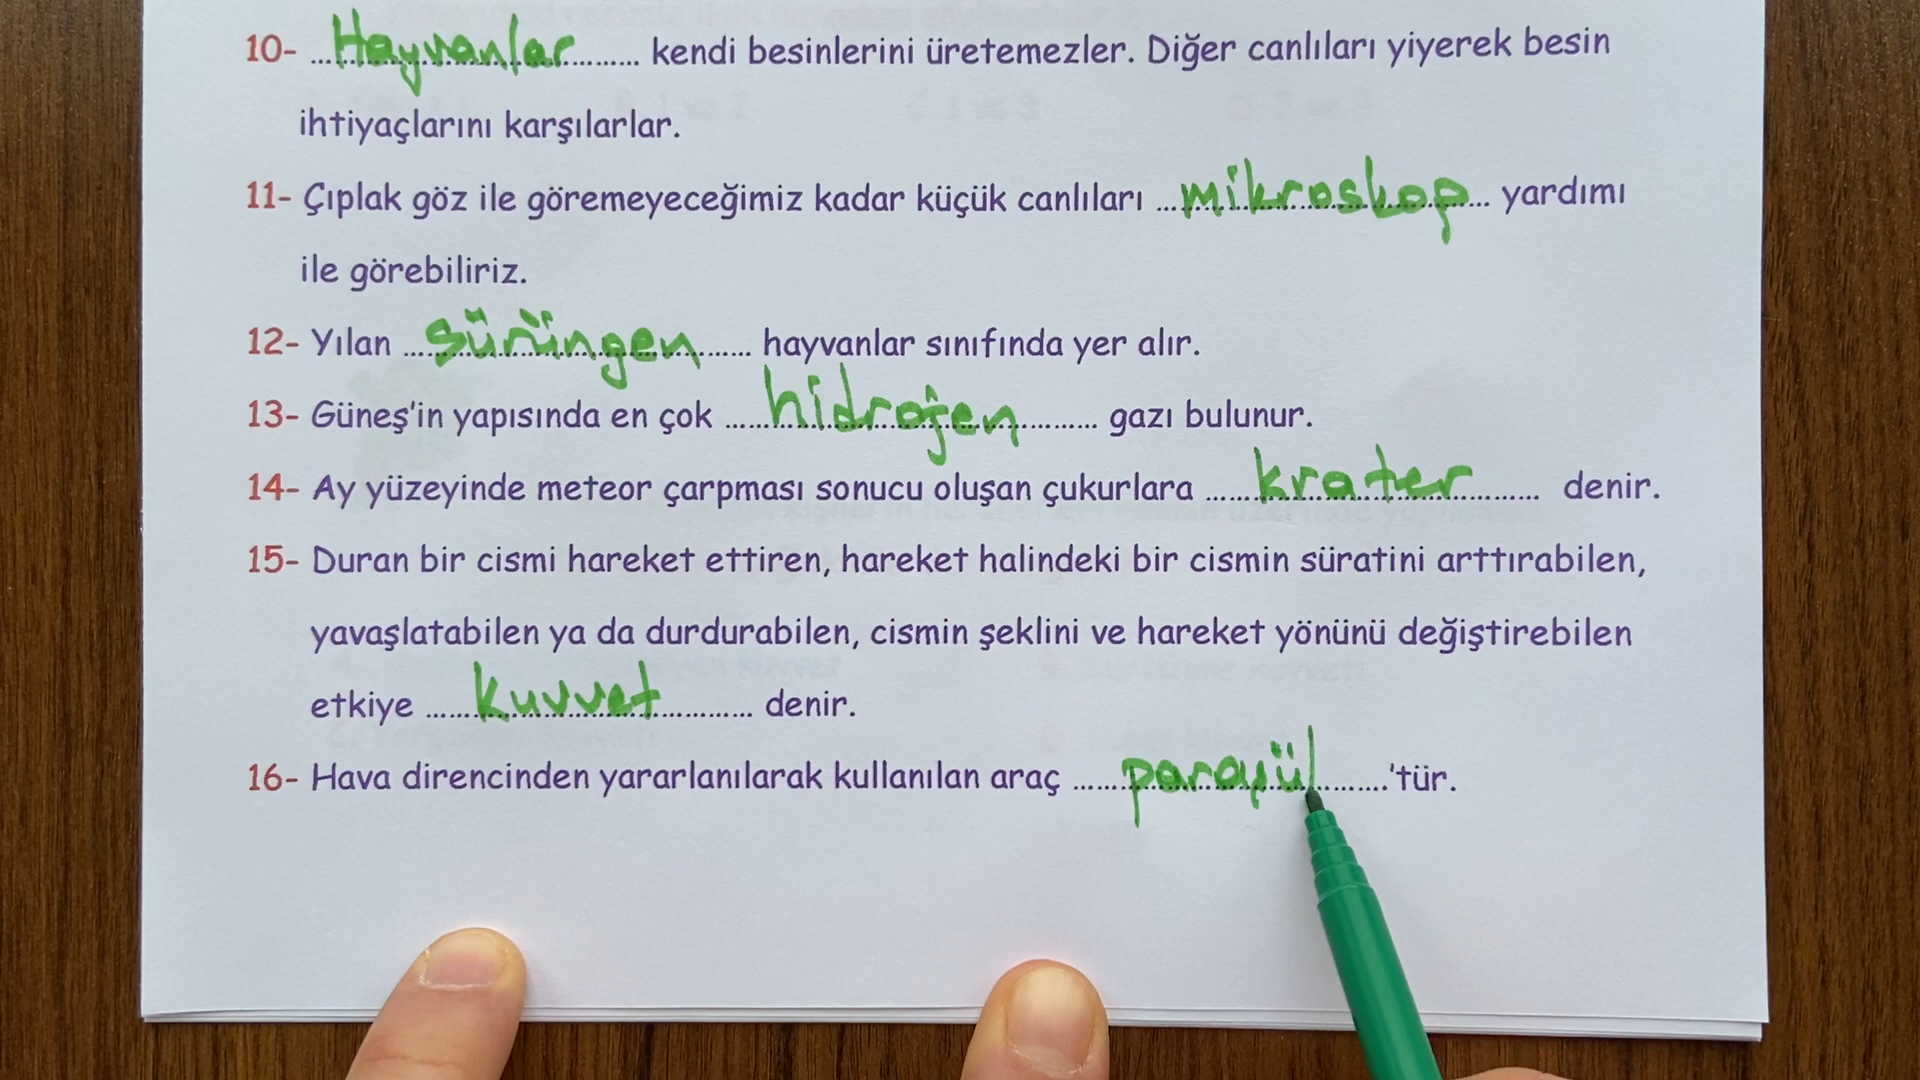 10- Hayvanlar kendi besinlerini üretemezler. Diğer canlıları yiyerek besin
ihtiyaçlarını karşılarlar.
11- Çıplak göz ile göremeyeceğimiz kadar küçük canlıları mikroskop yardımı
ile görebiliriz.
12- Yılan sürüngen hayvanlar sınıfında yer alır.
13- Güneş'in yapısında en çok hidrojen gazı bulunur.
14- Ay yüzeyinde meteor çarpması sonucu oluşan çukurlara krater denir.
15- Duran bir cismi hareket ettiren, hareket halindeki bir cismin süratini arttırabilen,
yavaşlatabilen ya da durdurabilen, cismin şeklini ve hareket yönünü değiştirebilen
etkiye kuvvet denir.
16- Hava direncinden yararlanılarak kullanılan araç paraşül'tür.